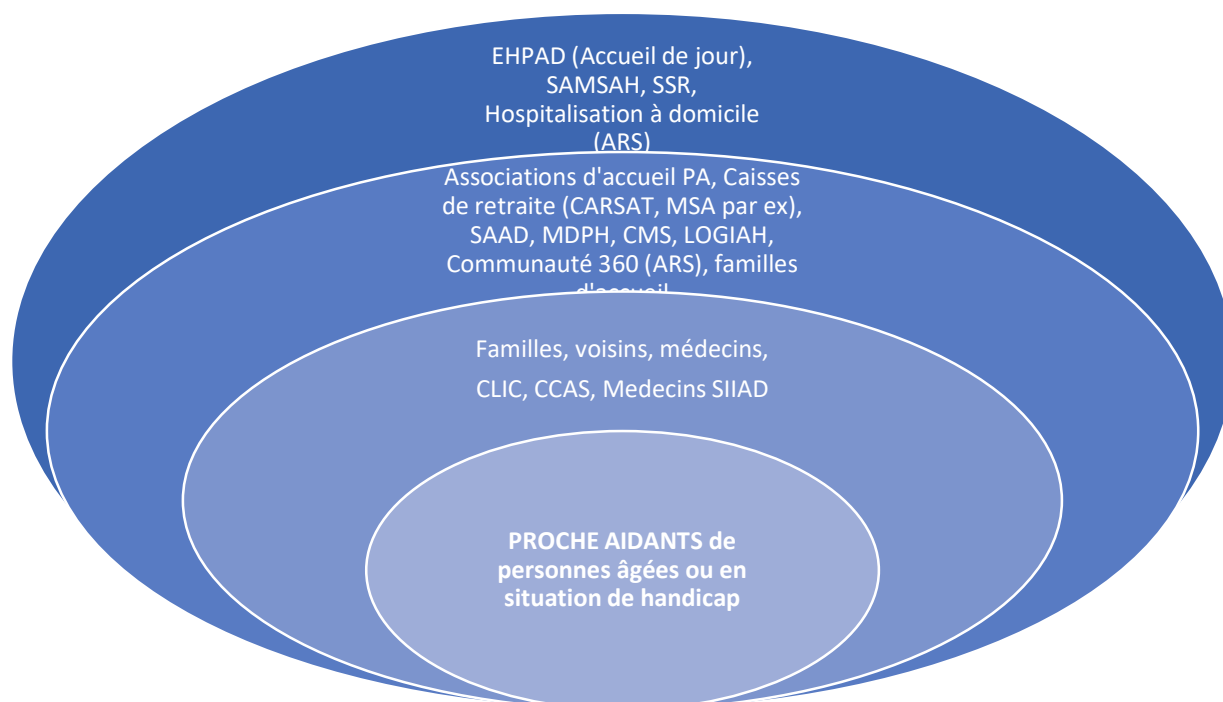 EHPAD (Accueil de jour),
SAMSAH, SSR,
Hospitalisation à domicile
(ARS)
Associations d'accueil PA, Caisses
de retraite (CARSAT, MSA par ex),
SAAD, MDPH, CMS, LOGIAH,
Communauté 360 (ARS), familles
d'accueil
Familles, voisins, médecins,
CLIC, CCAS, Medecins SIIAD
PROCHE AIDANTS de
personnes âgées ou en
situation de handicap